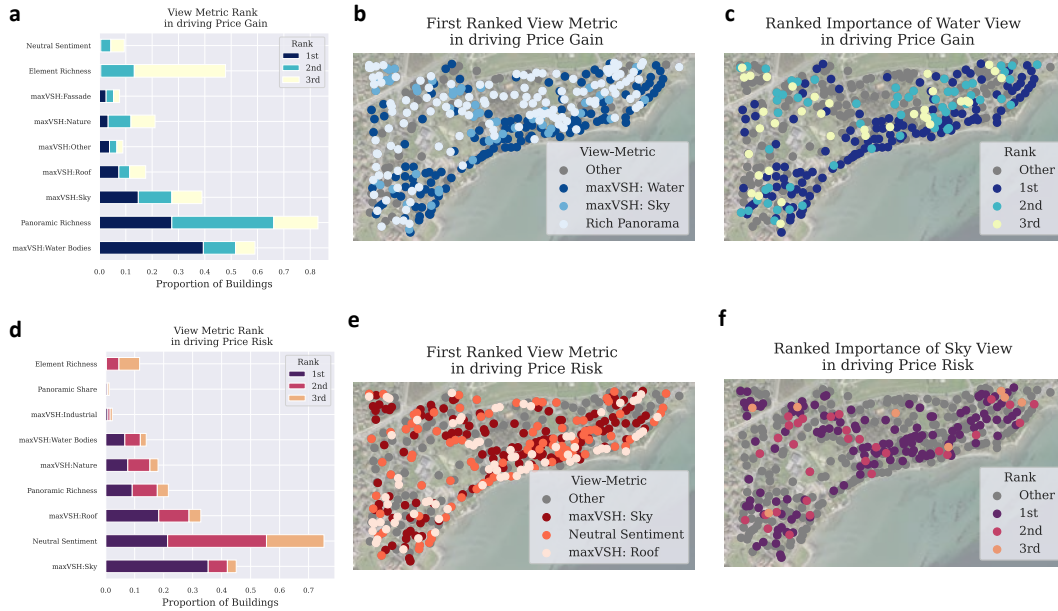 a
View Metric Rank
in driving Price Gain
Neutral Sentiment
Element Richness
maxVSH:Fassade
maxVSH:Nature
maxVSH:Other
maxVSH:Roof
maxVSH:Sky
Panoramic Richness
maxVSH:Water Bodies
Rank
1st
2nd
3rd
0.0 0.1 0.2 0.3 0.4 0.5 0.6 0.7 0.8
Proportion of Buildings
b
First Ranked View Metric
in driving Price Gain
View-Metric
Other
maxVSH: Water
maxVSH: Sky
Rich Panorama
c
Ranked Importance of Water View
in driving Price Gain
Rank
Other
1st
2nd
3rd
d
View Metric Rank
in driving Price Risk
Element Richness
Panoramic Share
maxVSH:Industrial
maxVSH:Water Bodies
maxVSH:Nature
Panoramic Richness
maxVSH:Roof
Neutral Sentiment
maxVSH:Sky
Rank
1st
2nd
3rd
0.0 0.1 0.2 0.3 0.4 0.5 0.6 0.7
Proportion of Buildings
e
First Ranked View Metric
in driving Price Risk
View-Metric
Other
maxVSH: Sky
Neutral Sentiment
maxVSH: Roof
f
Ranked Importance of Sky View
in driving Price Risk
Rank
Other
1st
2nd
3rd